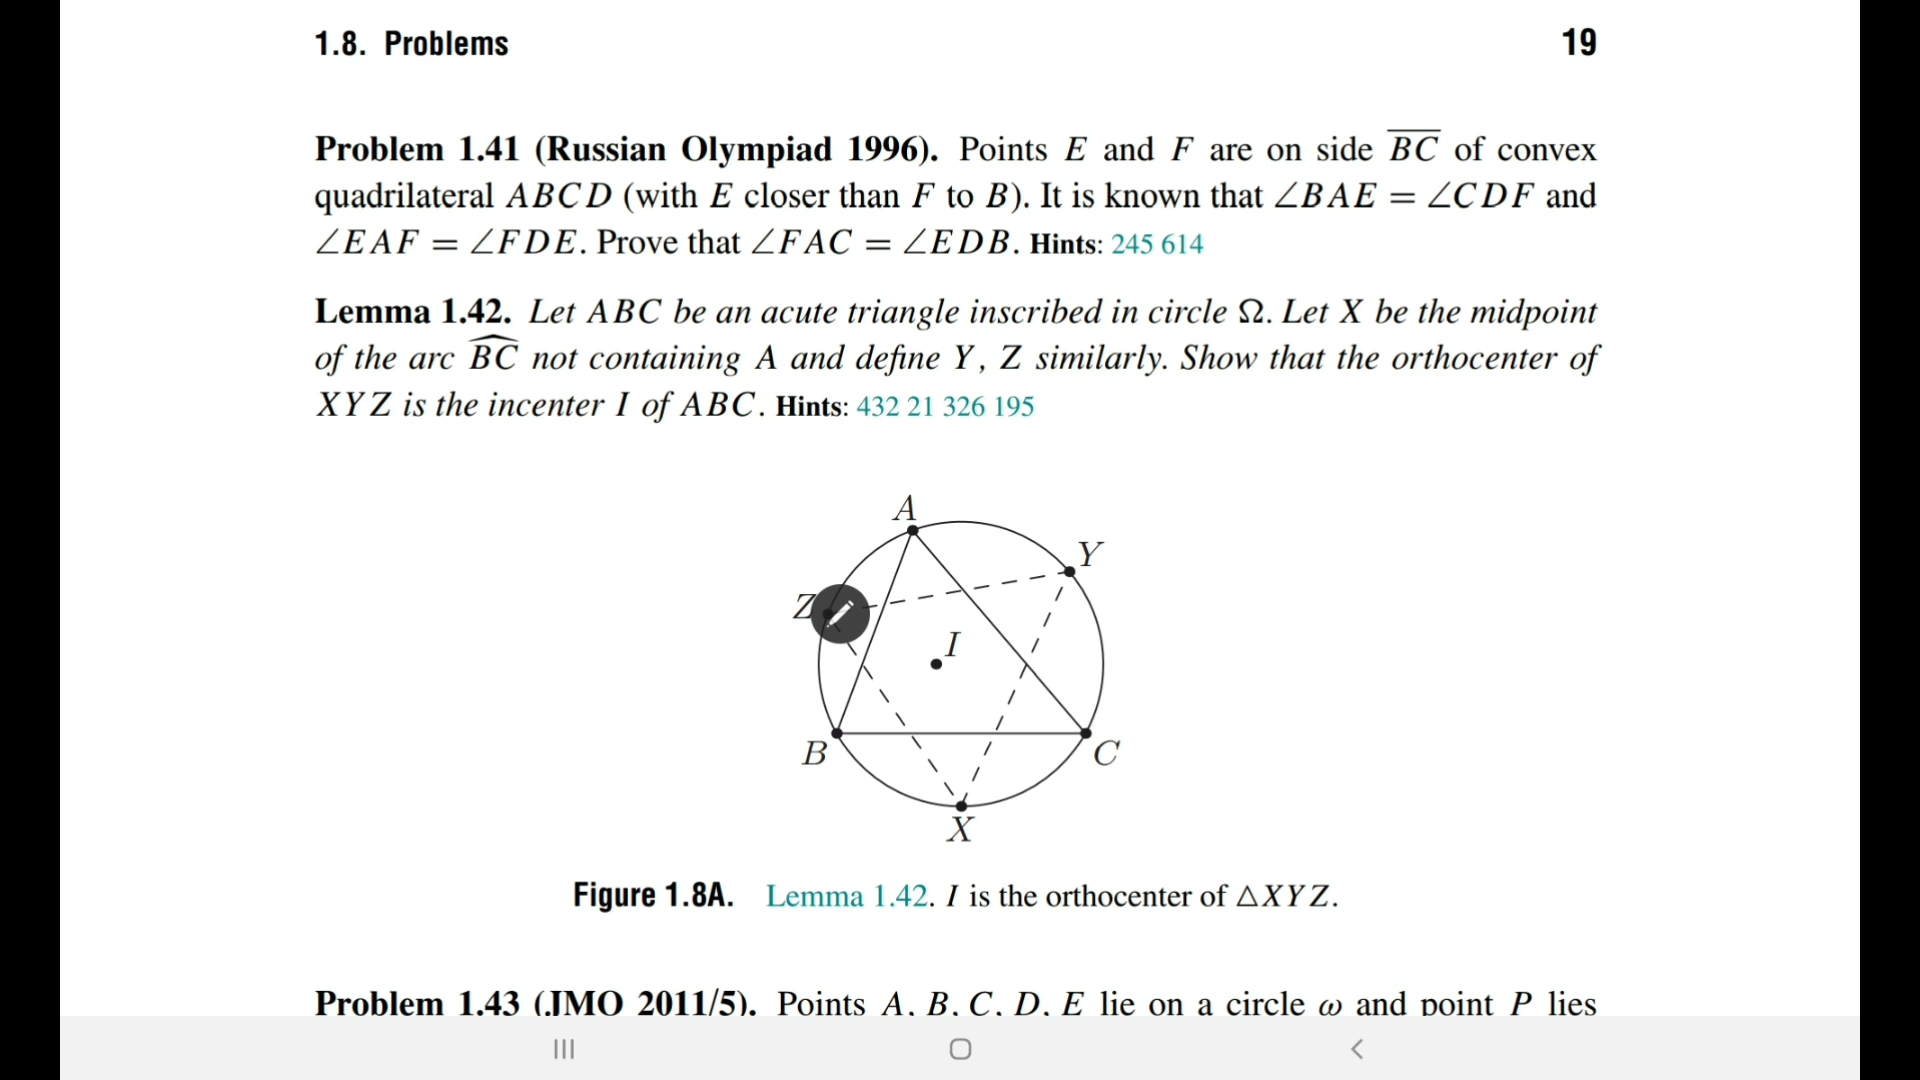 1.8. Problems 19
Problem 1.41 (Russian Olympiad 1996). Points E and F are on side \overline{BC} of convex
quadrilateral ABCD (with E closer than F to B). It is known that ∠BAE = ∠CDF and
∠EAF = ∠FDE. Prove that ∠FAC = ∠EDB. Hints: 245 614
Lemma 1.42. Let ABC be an acute triangle inscribed in circle Ω. Let X be the midpoint
of the arc \widehat{BC} not containing A and define Y, Z similarly. Show that the orthocenter of
XYZ is the incenter I of ABC. Hints: 432 21 326 195
A
Y
Z
I
B
C
X
Figure 1.8A. Lemma 1.42. I is the orthocenter of △XYZ.
Problem 1.43 (JMO 2011/5). Points A, B, C, D, E lie on a circle ω and point P lies